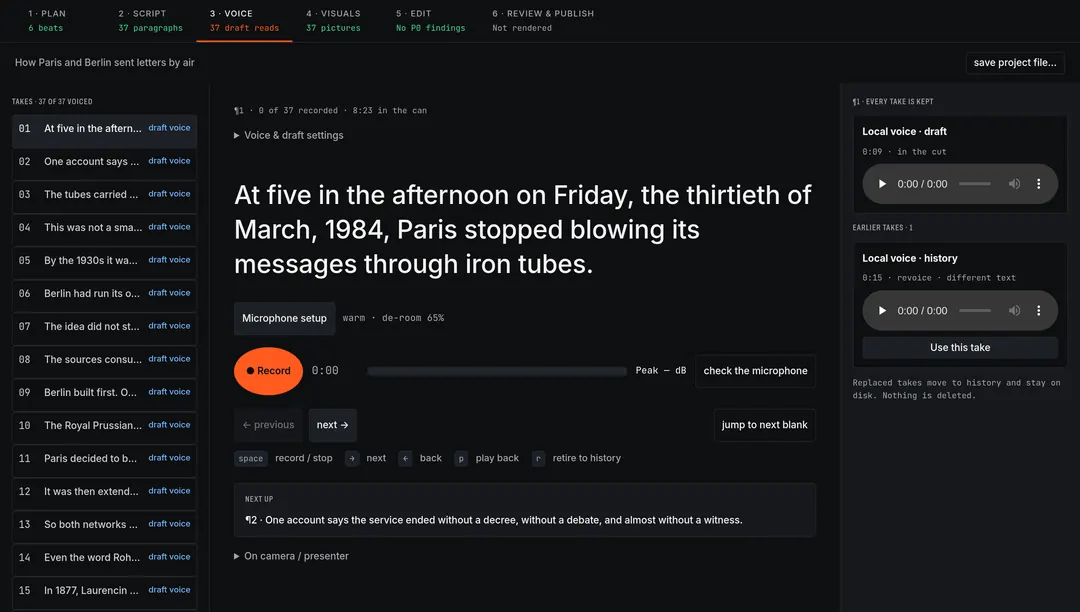 1 · PLAN
6 beats
2 · SCRIPT
37 paragraphs
3 · VOICE
37 draft reads
4 · VISUALS
37 pictures
5 · EDIT
No P0 findings
6 · REVIEW & PUBLISH
Not rendered
How Paris and Berlin sent letters by air
save project file...
TAKES · 37 OF 37 VOICED
01 At five in the aftern... draft voice
02 One account says ... draft voice
03 The tubes carried ... draft voice
04 This was not a sma... draft voice
05 By the 1930s it wa... draft voice
06 Berlin had run its o... draft voice
07 The idea did not st... draft voice
08 The sources consu... draft voice
09 Berlin built first. O... draft voice
10 The Royal Prussian... draft voice
11 Paris decided to b... draft voice
12 It was then extend... draft voice
13 So both networks ... draft voice
14 Even the word Roh... draft voice
15 In 1877, Laurencin ... draft voice
¶1 · 0 of 37 recorded · 8:23 in the can
▶ Voice & draft settings
At five in the afternoon on Friday, the thirtieth of
March, 1984, Paris stopped blowing its
messages through iron tubes.
Microphone setup warm · de-room 65%
● Record 0:00 Peak — dB check the microphone
← previous next → jump to next blank
space record / stop → next ← back p play back r retire to history
NEXT UP
¶2 · One account says the service ended without a decree, without a debate, and almost without a witness.
▶ On camera / presenter
¶1 · EVERY TAKE IS KEPT
Local voice · draft
0:09 · in the cut
0:00 / 0:00
EARLIER TAKES · 1
Local voice · history
0:15 · revoice · different text
0:00 / 0:00
Use this take
Replaced takes move to history and stay on
disk. Nothing is deleted.